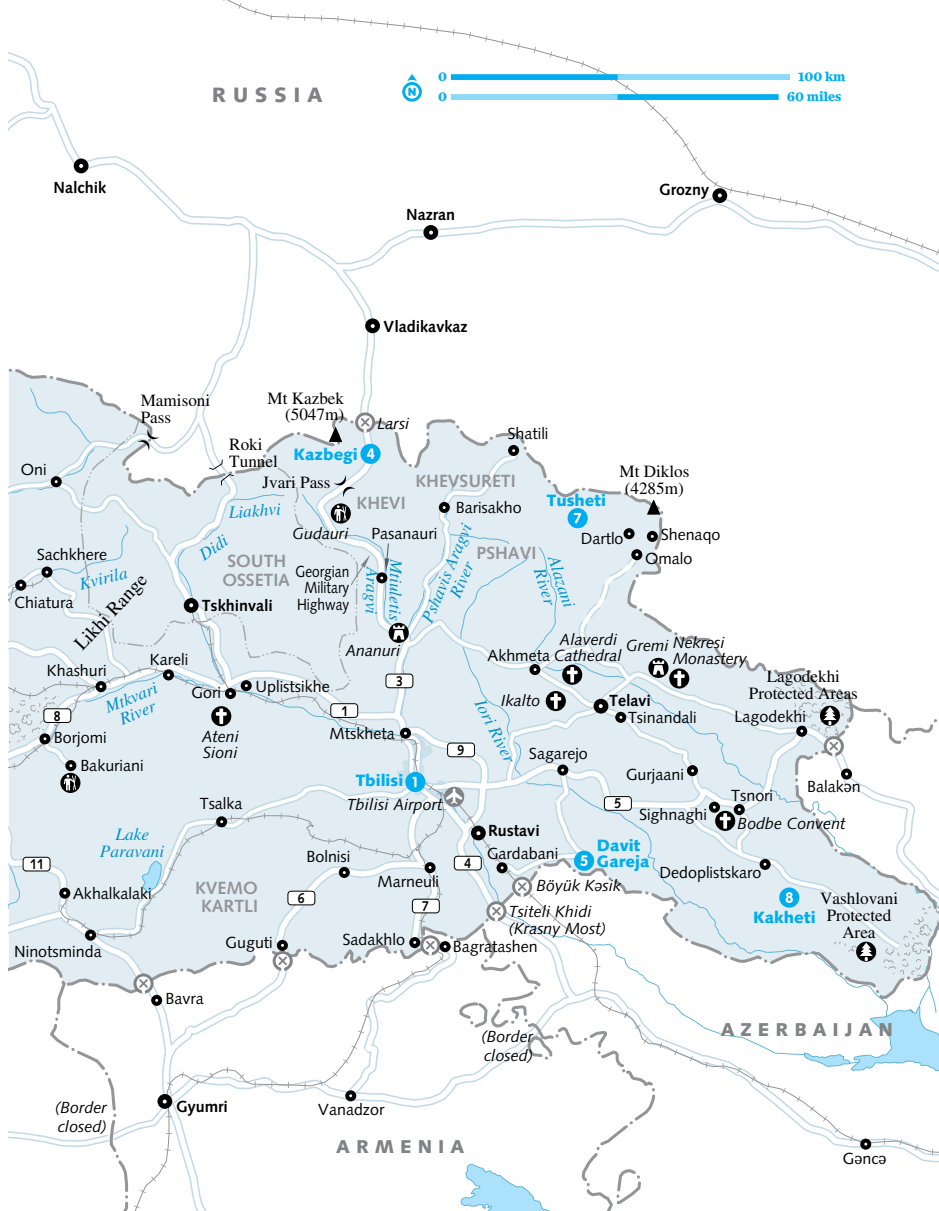 0 100 km
N
0 60 miles
RUSSIA
Nalchik
Grozny
Nazran
Vladikavkaz
Mamisoni
Pass
Mt Kazbek
(5047m)
Larsi
Shatili
Roki
Tunnel
Kazbegi 4
Oni
Jvari Pass
KHEVSURETI
Mt Diklos
(4285m)
KHEVI
Tusheti
7
Liakhvi
Barisakho
Gudauri
Pasanauri
Dartlo
Shenaqo
Didi
PSHAVI
Omalo
Sachkhere
SOUTH
OSSETIA
Georgian
Military
Highway
Mtiuletis
Aragvi
Pshavis Aragvi
River
Alazani
River
Kvirila
Chiatura
Likhi Range
Tskhinvali
Ananuri
Alaverdi
Cathedral
Gremi
Nekresi
Monastery
Khashuri
Kareli
Akhmeta
Lagodekhi
Protected Areas
Gori
Uplistsikhe
3
Ikalto
Telavi
Mtkvari
River
Iori River
Tsinandali
Lagodekhi
8
1
Borjomi
Ateni
Sioni
Mtskheta
9
Bakuriani
Sagarejo
Gurjaani
Balakən
Tbilisi 1
Tbilisi Airport
5
Tsnori
Sighnaghi
Bodbe Convent
Tsalka
Lake
Paravani
Rustavi
Davit
Gareja
5
Bolnisi
4
Gardabani
11
Marneuli
Dedoplistskaro
Akhalkalaki
KVEMO
KARTLI
6
7
Böyük Kəsik
8
Kakheti
Vashlovani
Protected
Area
Tsiteli Khidi
(Krasny Most)
Ninotsminda
Guguti
Sadakhlo
Bagratashen
Bavra
AZERBAIJAN
(Border
closed)
(Border
closed)
Gyumri
Vanadzor
ARMENIA
Gəncə